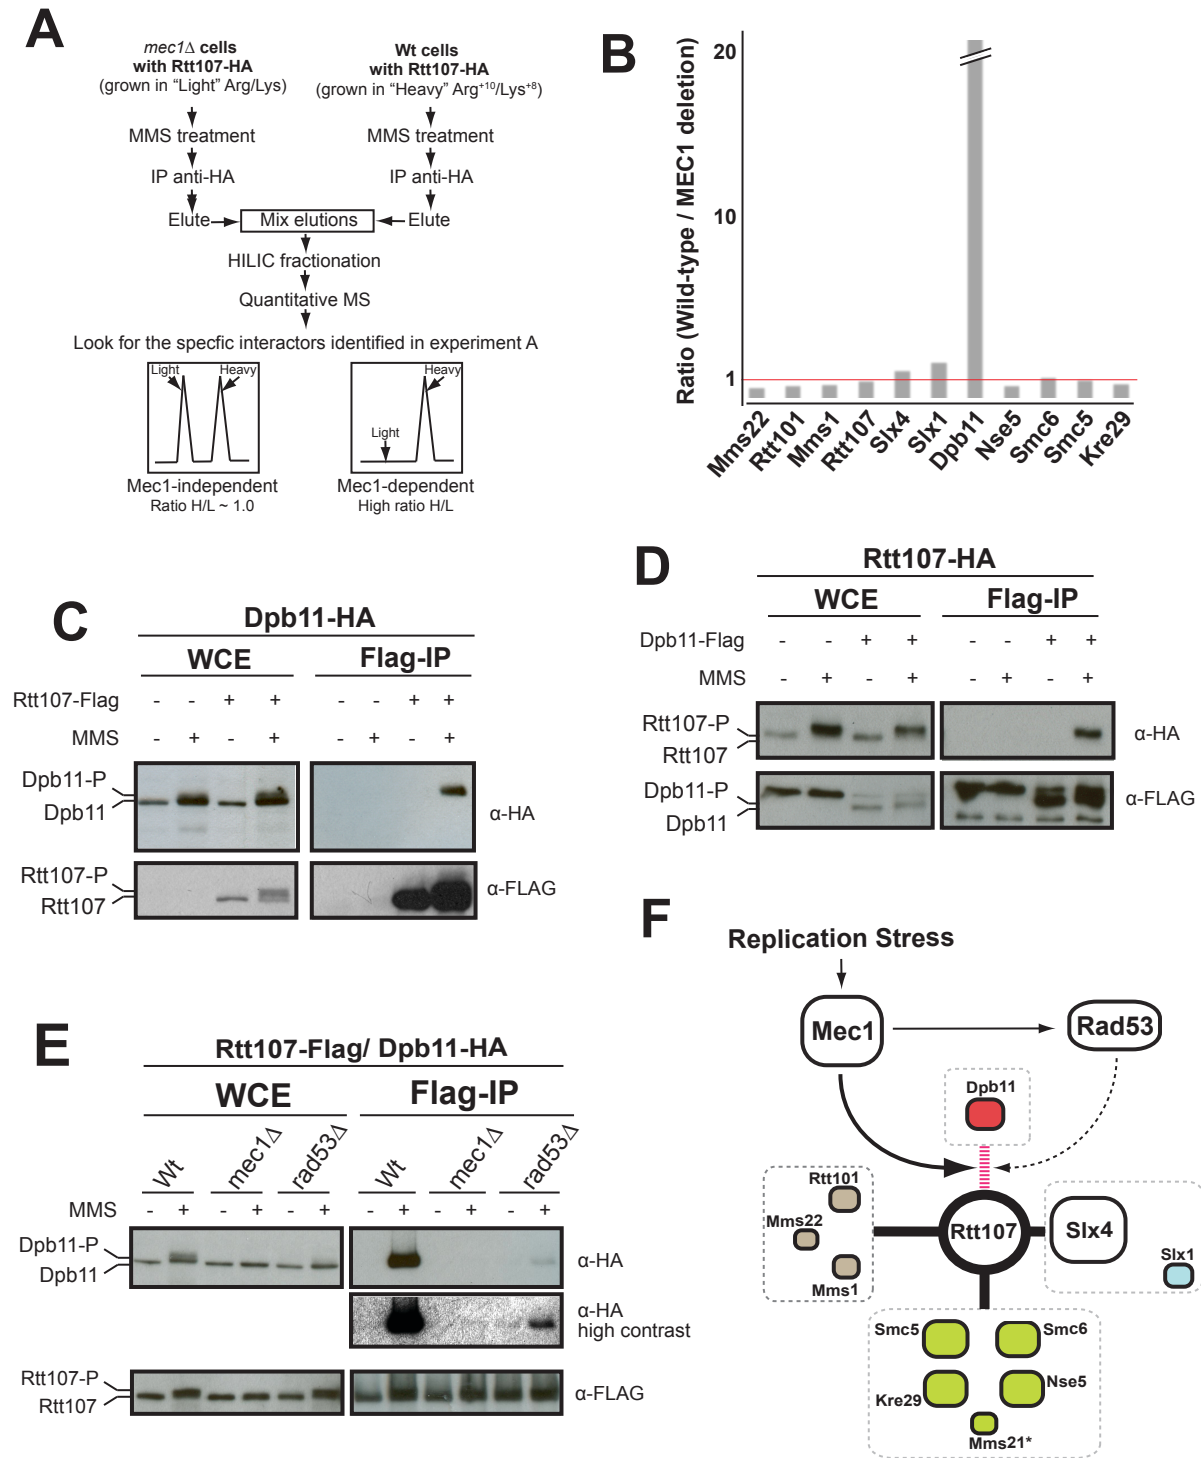 A
mec1Δ cells
with Rtt107-HA
(grown in "Light" Arg/Lys)
Wt cells
with Rtt107-HA
(grown in "Heavy" Arg+10/Lys+8)
MMS treatment
MMS treatment
IP anti-HA
IP anti-HA
Elute
Mix elutions
Elute
HILIC fractionation
Quantitative MS
Look for the specfic interactors identified in experiment A
Light
Heavy
Heavy
Light
Mec1-independent
Ratio H/L ~ 1.0
Mec1-dependent
High ratio H/L
B
Ratio (Wild-type / MEC1 deletion)
20
10
1
Mms22
Rtt101
Mms1
Rtt107
Slx4
Slx1
Dpb11
Nse5
Smc6
Smc5
Kre29
C
Dpb11-HA
WCE
Flag-IP
Rtt107-Flag - - + + - - + +
MMS - + - + - + - +
Dpb11-P
Dpb11
α-HA
Rtt107-P
Rtt107
α-FLAG
D
Rtt107-HA
WCE
Flag-IP
Dpb11-Flag - - + + - - + +
MMS - + - + - + - +
Rtt107-P
Rtt107
α-HA
Dpb11-P
Dpb11
α-FLAG
E
Rtt107-Flag/ Dpb11-HA
WCE
Flag-IP
Wt
mec1Δ
rad53Δ
Wt
mec1Δ
rad53Δ
MMS - + - + - + - + - + - +
Dpb11-P
Dpb11
α-HA
α-HA
high contrast
Rtt107-P
Rtt107
α-FLAG
F
Replication Stress
Mec1
Rad53
Dpb11
Rtt101
Mms22
Mms1
Rtt107
Slx4
Slx1
Smc5
Smc6
Kre29
Nse5
Mms21*